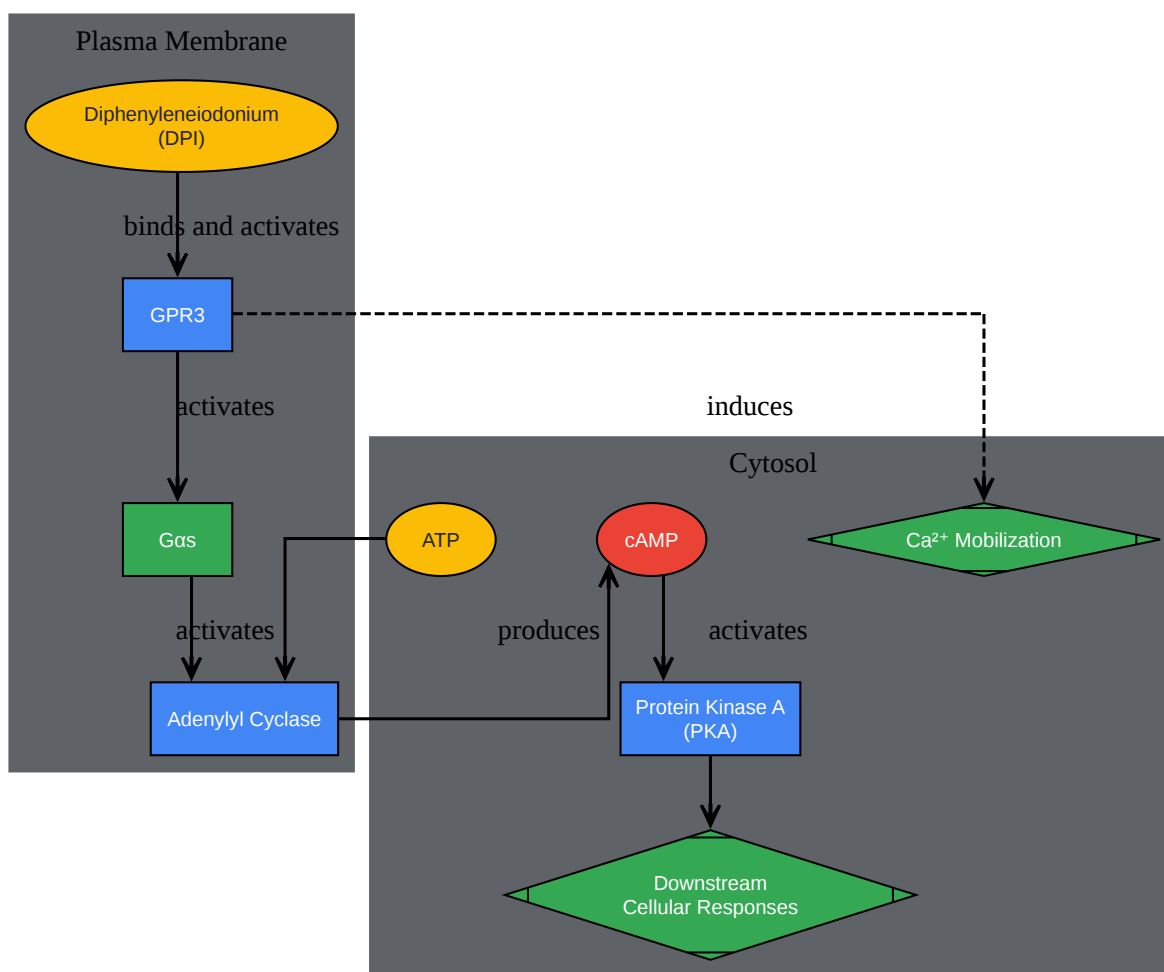 Plasma Membrane
Diphenyleneiodonium
(DPI)
binds and activates
GPR3
activates
induces
Cytosol
Gαs
ATP
cAMP
Ca²⁺ Mobilization
activates
produces
activates
Adenylyl Cyclase
Protein Kinase A
(PKA)
Downstream
Cellular Responses